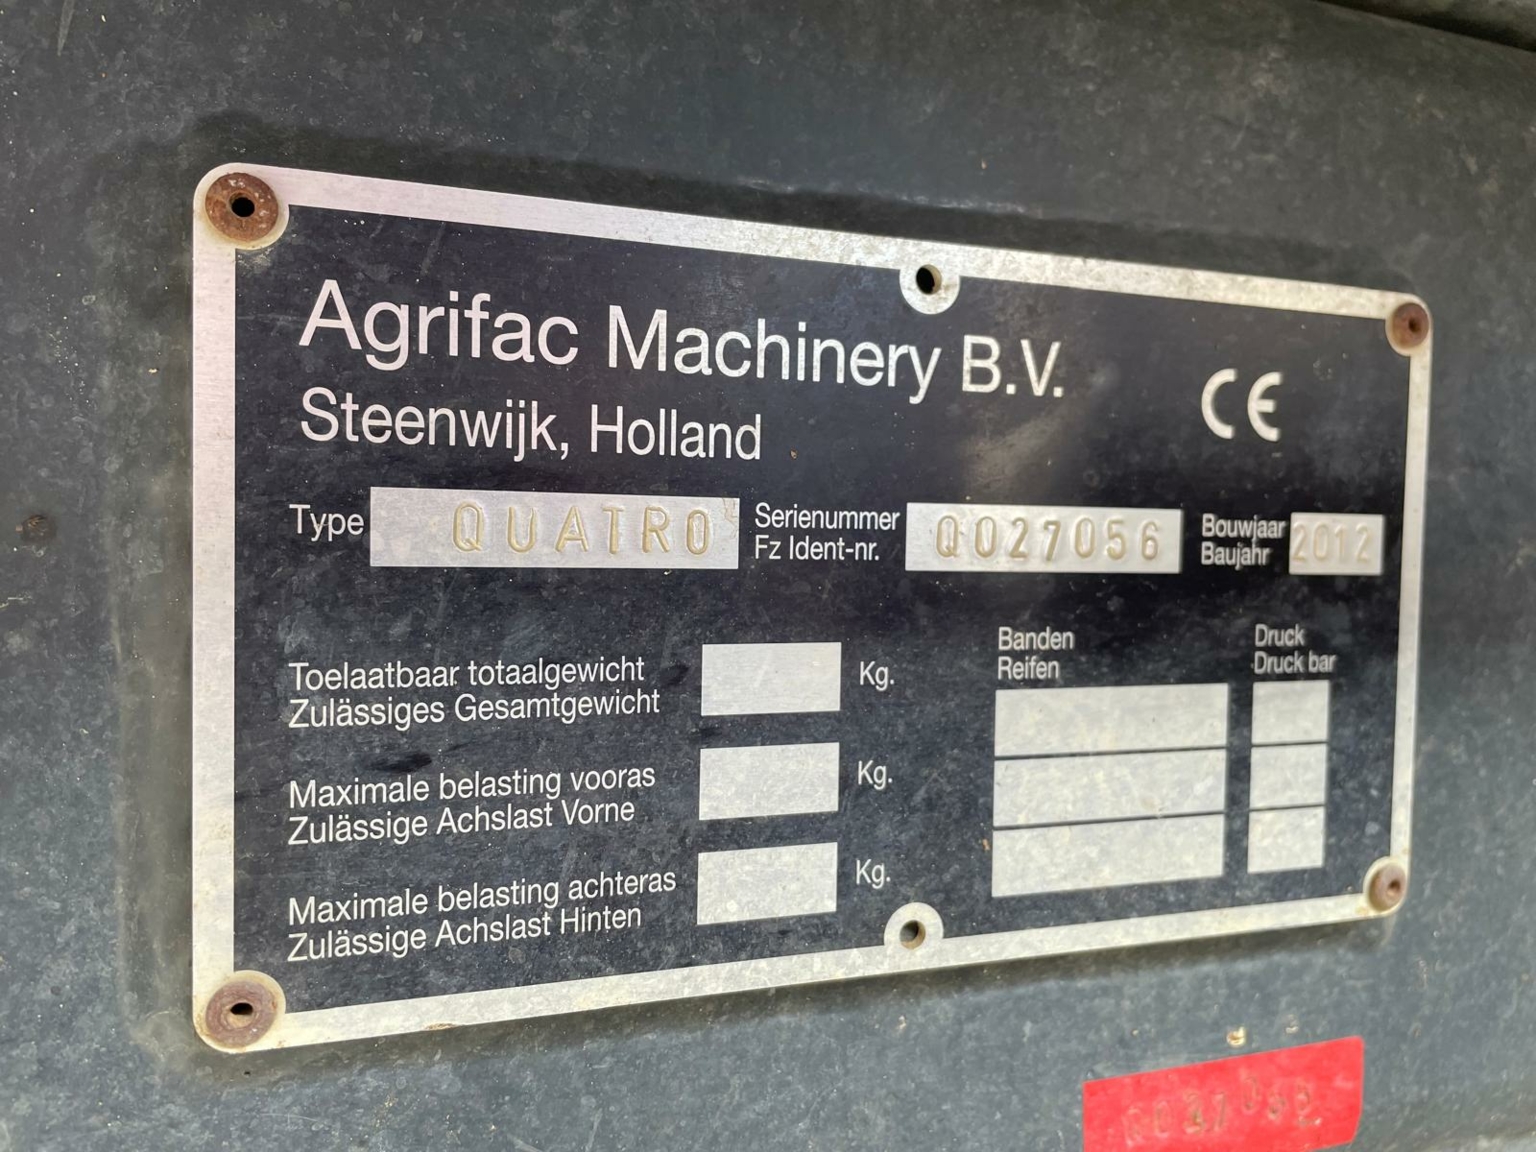 Agrifac Machinery B.V.
Steenwijk, Holland
CE
Type QUATRO
Serienummer
Fz Ident-nr.
Q027056
Bouwjaar
Baujahr
2012
Toelaatbaar totaalgewicht
Zulässiges Gesamtgewicht
Kg.
Maximale belasting vooras
Zulässige Achslast Vorne
Kg.
Maximale belasting achteras
Zulässige Achslast Hinten
Kg.
Banden
Reifen
Druck
Druck bar